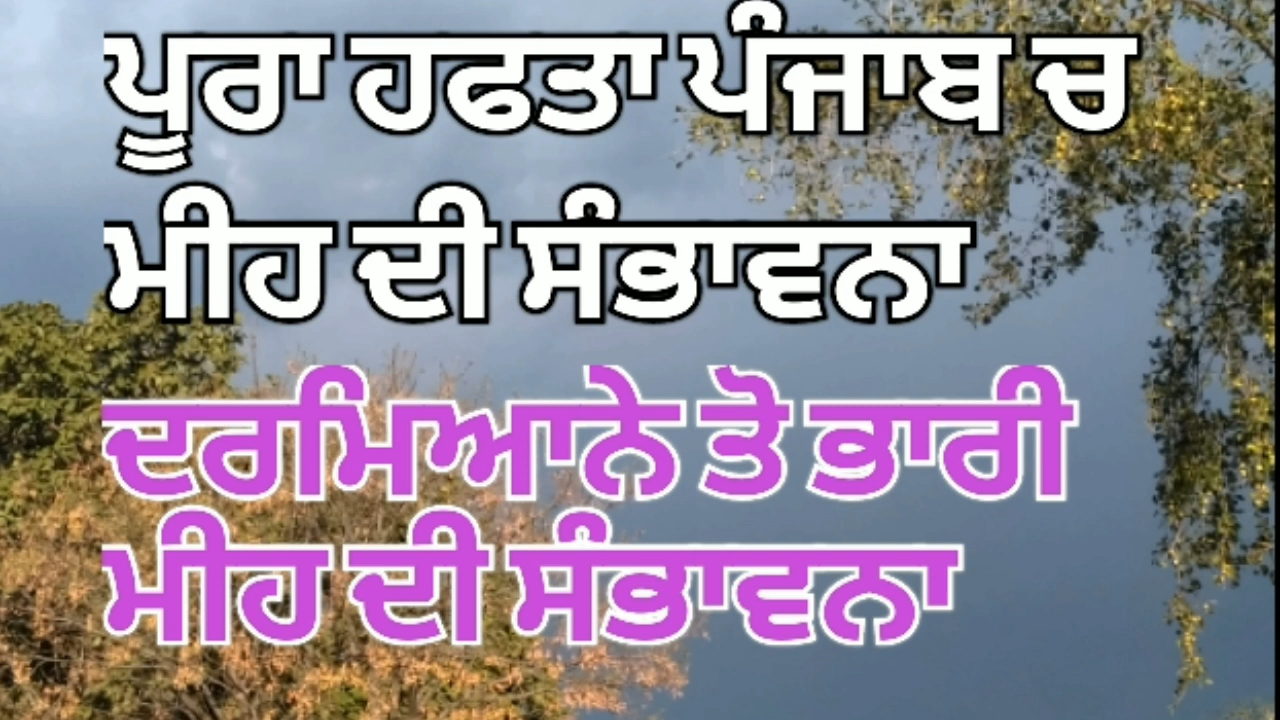 ਪੂਰਾ ਹਫਤਾ ਪੰਜਾਬ ਚ
ਮੀਹ ਦੀ ਸੰਭਾਵਨਾ
ਦਰਮਿਆਨੇ ਤੋ ਭਾਰੀ
ਮੀਹ ਦੀ ਸੰਭਾਵਨਾ